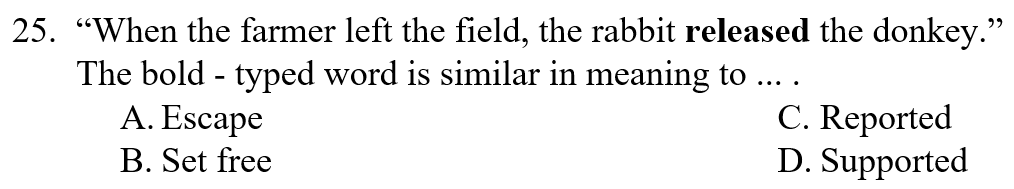 25. “When the farmer left the field, the rabbit released the donkey.”
The bold - typed word is similar in meaning to ... .
A. Escape C. Reported
B. Set free D. Supported